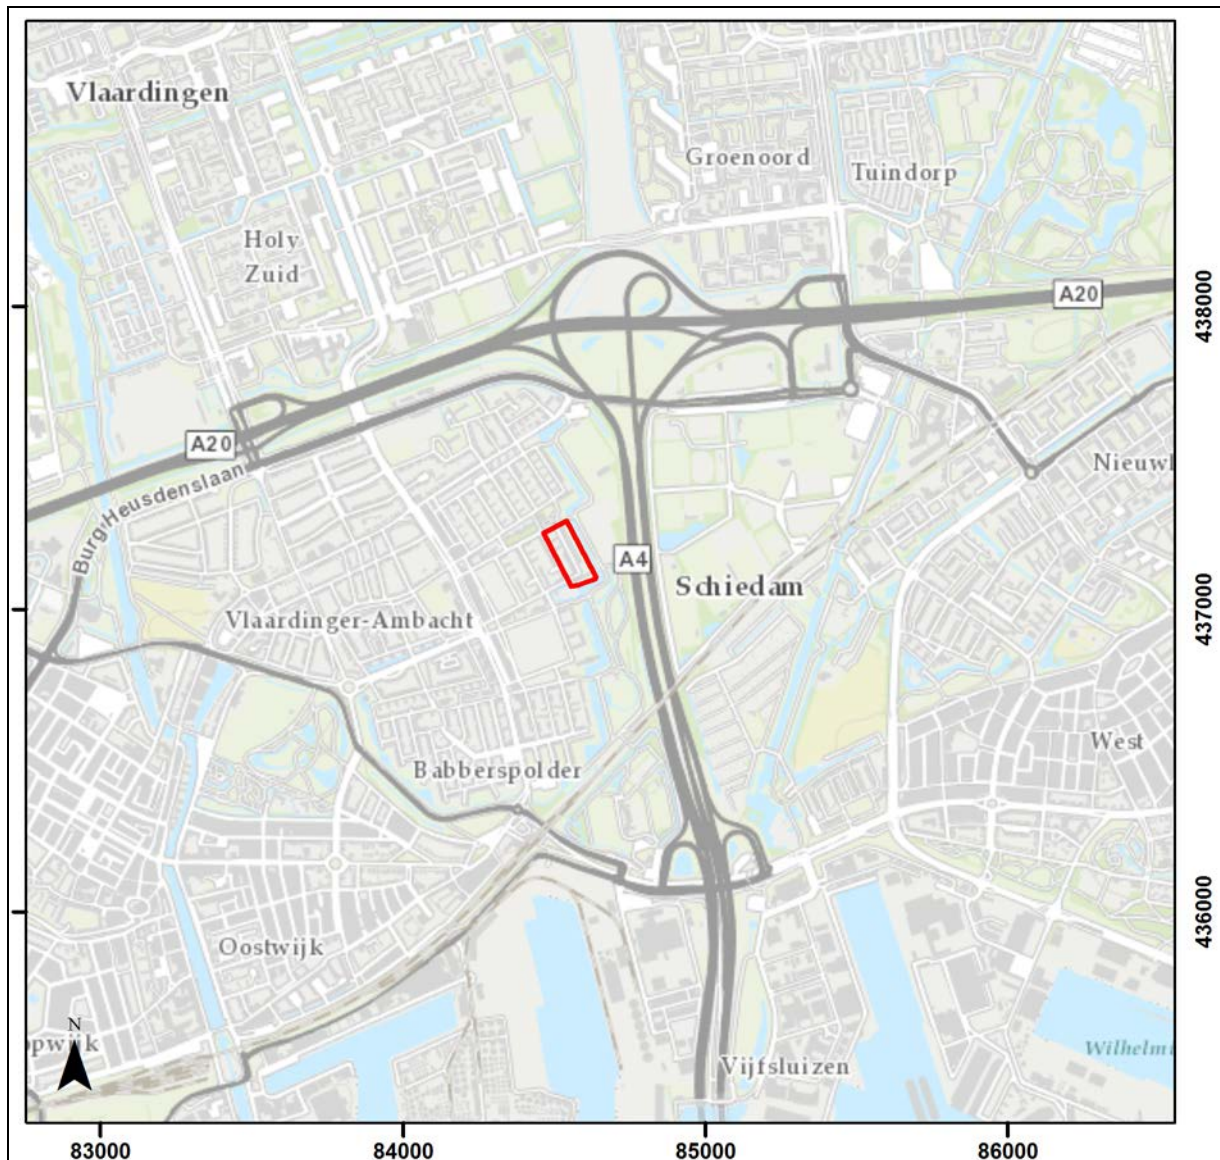 Vlaardingen
Groenoord
Tuindorp
Holy
Zuid
A20
438000
A20
Burg Heusdenslaan
Nieuwl
A4
Schiedam
437000
Vlaardinger-Ambacht
West
Babberspolder
436000
Oostwijk
N
opwijk
Wilhelmi
Vijfsluizen
83000
84000
85000
86000